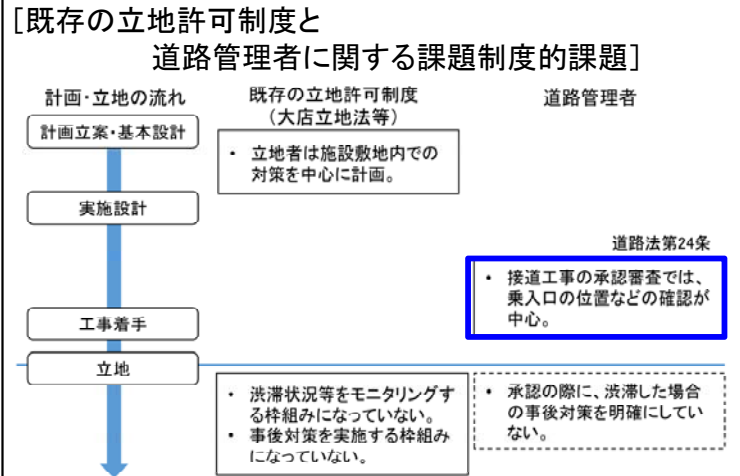 [既存の立地許可制度と
道路管理者に関する課題制度的課題]
計画・立地の流れ
既存の立地許可制度
（大店立地法等）
道路管理者
計画立案・基本設計
・ 立地者は施設敷地内での
対策を中心に計画。
実施設計
道路法第24条
・ 接道工事の承認審査では、
乗入口の位置などの確認が
中心。
工事着手
立地
・ 渋滞状況等をモニタリングす
る枠組みになっていない。
・ 事後対策を実施する枠組み
になっていない。
・ 承認の際に、渋滞した場合
の事後対策を明確にしてい
ない。